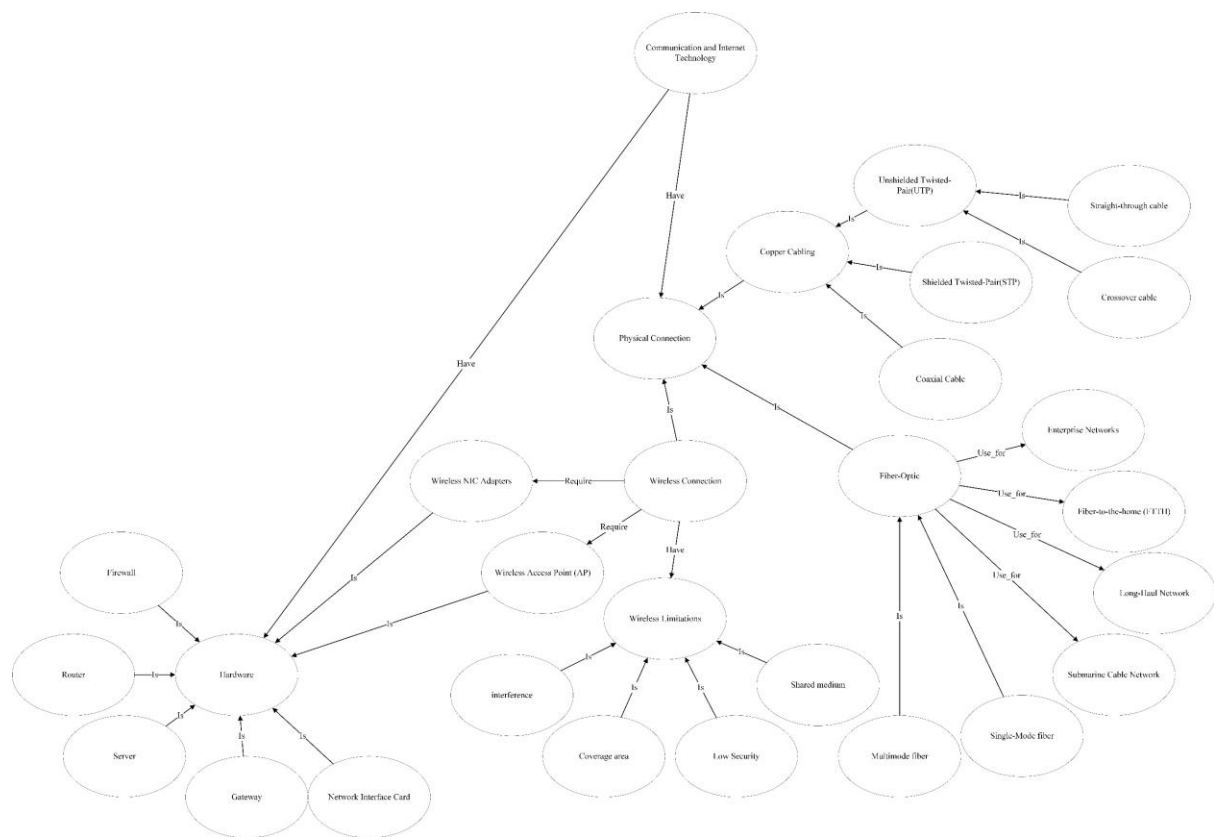 Communication and Internet
Technology
Have
Have
Unshielded Twisted-
Pair(UTP)
Is
Straight-through cable
Is
Is
Copper Cabling
Is
Shielded Twisted-Pair(STP)
Crossover cable
Is
Is
Physical Connection
Coaxial Cable
Is
Is
Enterprise Networks
Use_for
Wireless NIC Adapters
Require
Wireless Connection
Fiber-Optic
Use_for
Fiber-to-the-home (FTTH)
Require
Use_for
Have
Firewall
Wireless Access Point (AP)
Is
Use_for
Long-Haul Network
Is
Is
Is
Is
Wireless Limitations
Router
Is
Hardware
Is
Is
Submarine Cable Network
interference
Shared medium
Is
Is
Is
Server
Is
Is
Coverage area
Low Security
Multimode fiber
Single-Mode fiber
Gateway
Network Interface Card